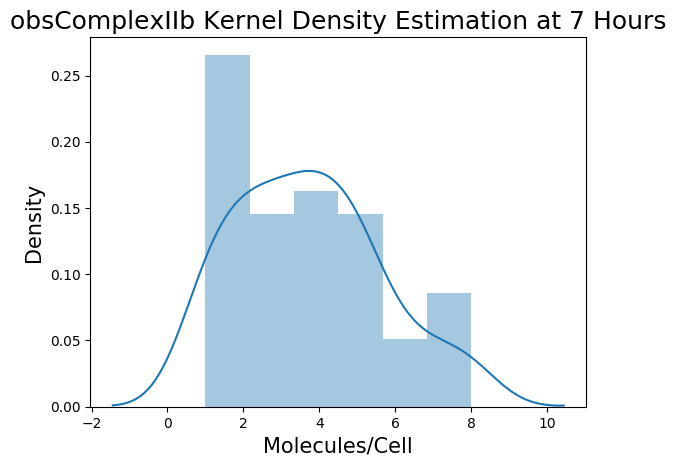 obsComplexIIb Kernel Density Estimation at 7 Hours
0.25
0.20
0.15
0.10
0.05
0.00
Density
−2 0 2 4 6 8 10
Molecules/Cell